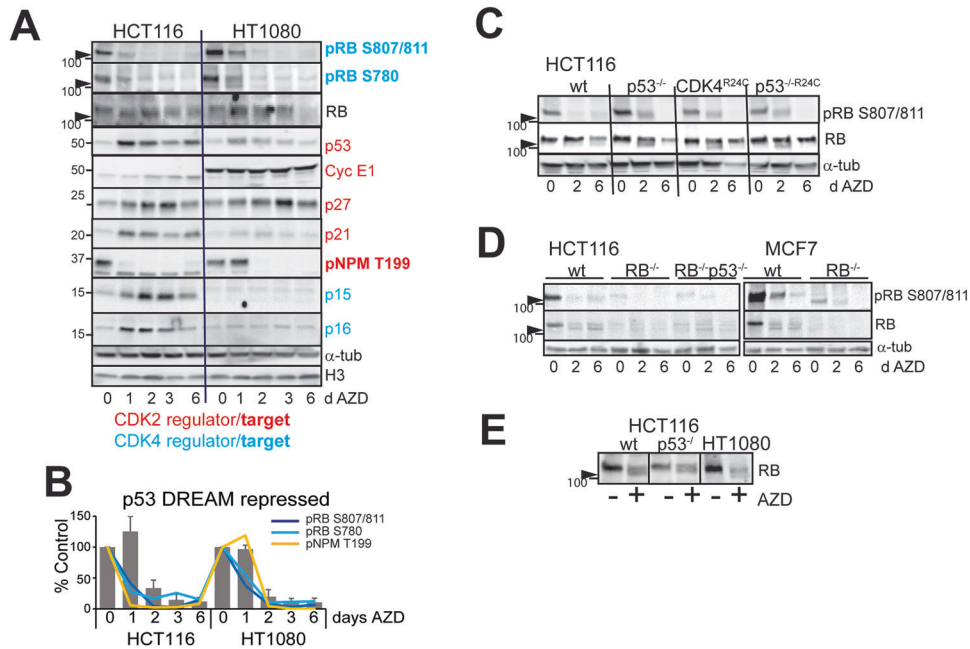 A
HCT116 HT1080
100 pRB S807/811
100 pRB S780
100 RB
50 p53
50 Cyc E1
25 p27
20 p21
37 pNPM T199
15 p15
15 p16
α-tub
H3
0 1 2 3 6 0 1 2 3 6 d AZD
CDK2 regulator/target
CDK4 regulator/target
B
p53 DREAM repressed
pRB S807/811
pRB S780
pNPM T199
% Control
150
100
50
0
0 1 2 3 6 0 1 2 3 6 days AZD
HCT116 HT1080
C
HCT116
wt p53-/- CDK4R24C p53-/-R24C
100 pRB S807/811
100 RB
α-tub
0 2 6 0 2 6 0 2 6 0 2 6 d AZD
D
HCT116 MCF7
wt RB-/- RB-/-p53-/- wt RB-/-
100 pRB S807/811
100 RB
α-tub
0 2 6 0 2 6 0 2 6 0 2 6 0 2 6 d AZD
E
HCT116
wt p53-/- HT1080
100 RB
- + - + - + AZD